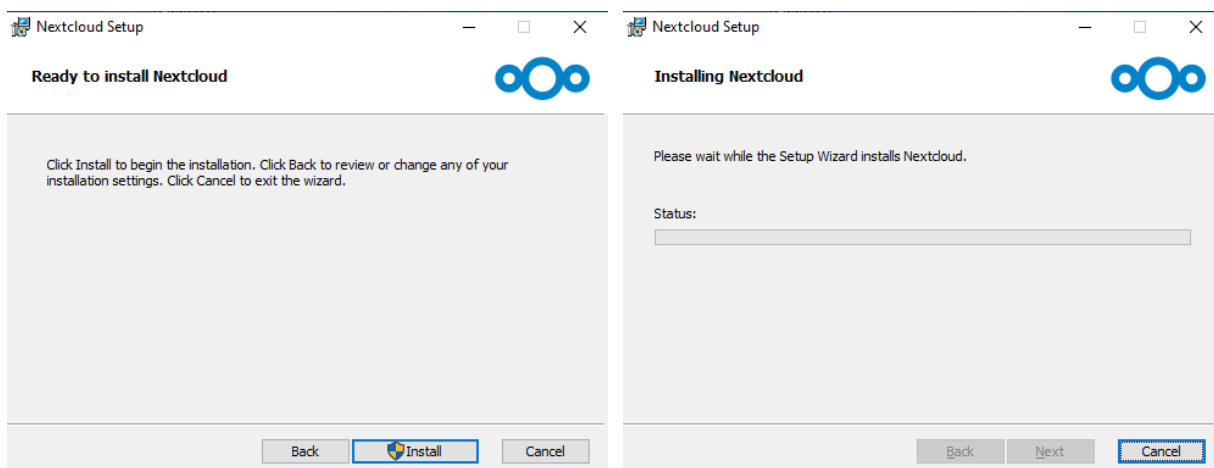 Nextcloud Setup
Ready to install Nextcloud
Click Install to begin the installation. Click Back to review or change any of your
installation settings. Click Cancel to exit the wizard.
Back
Install
Cancel
Nextcloud Setup
Installing Nextcloud
Please wait while the Setup Wizard installs Nextcloud.
Status:
Back
Next
Cancel